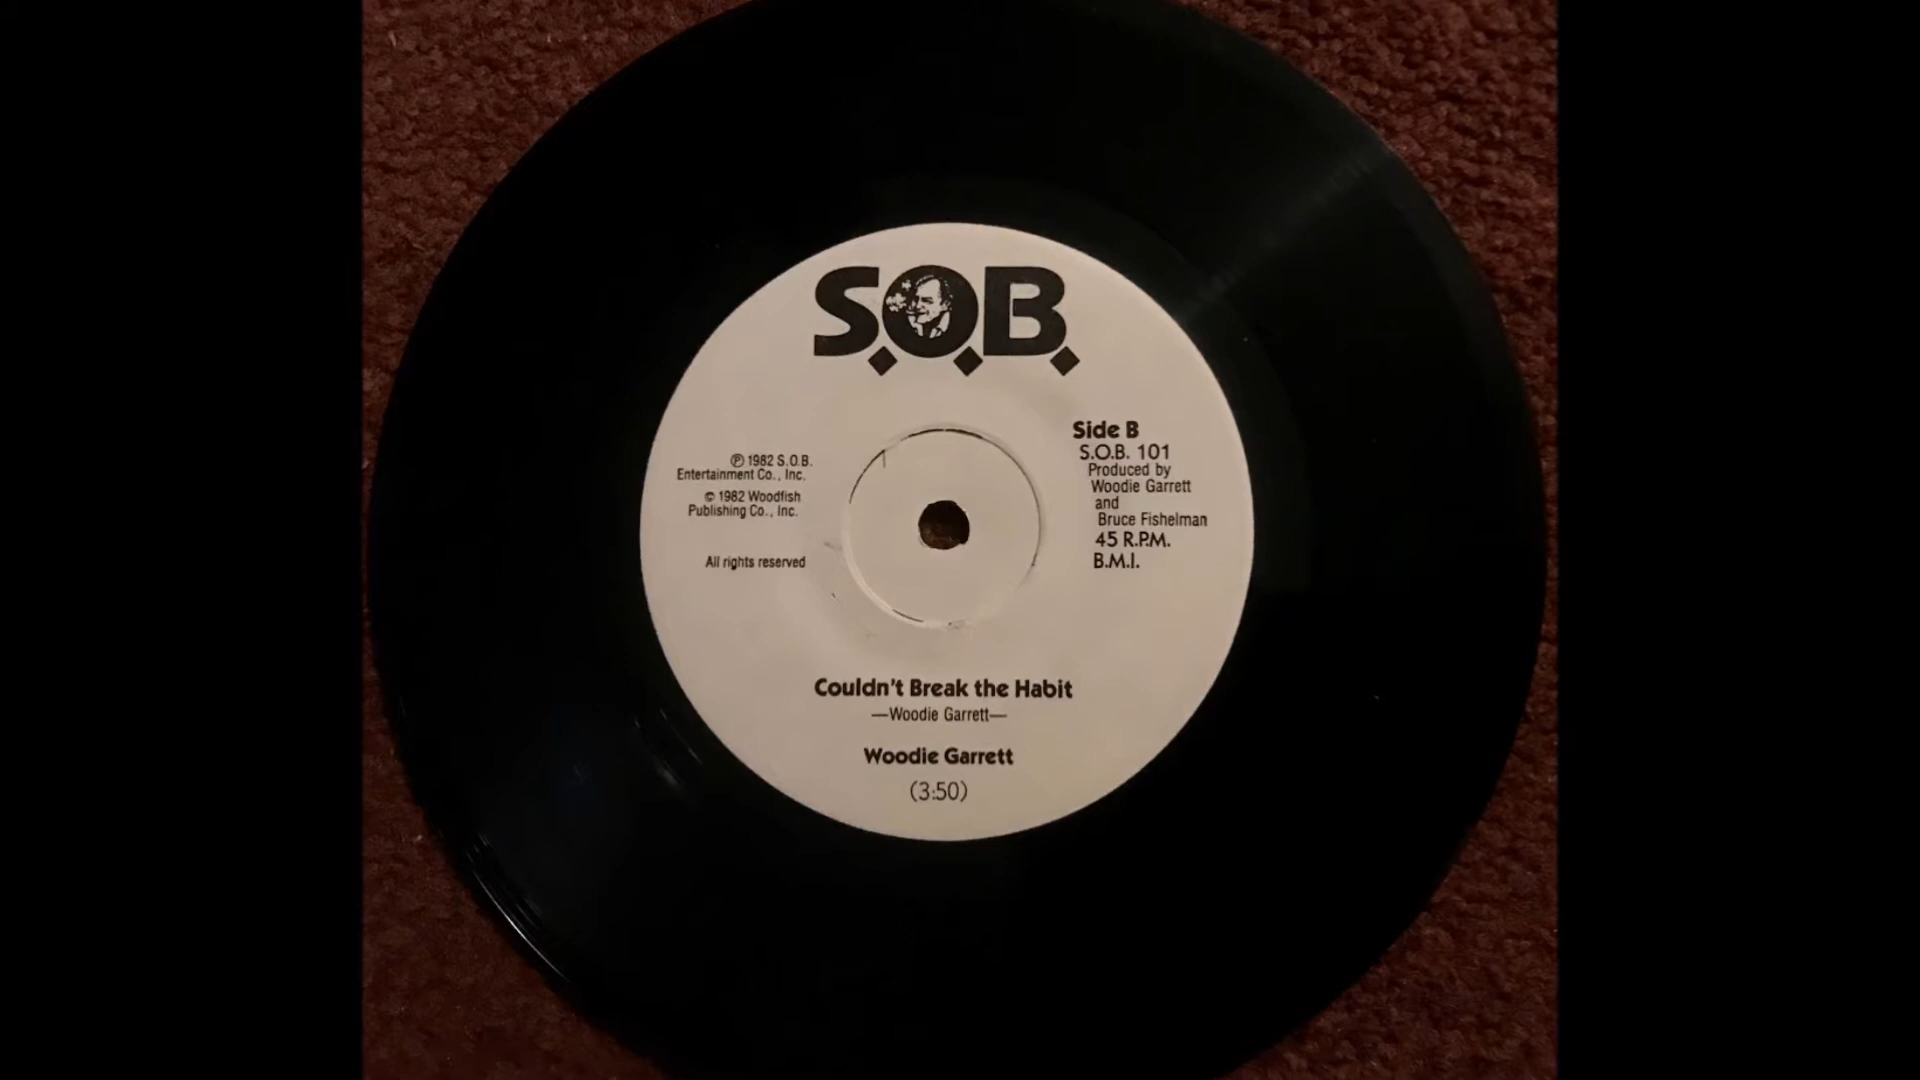 S.O.B.
℗ 1982 S.O.B.
Entertainment Co., Inc.
© 1982 Woodfish
Publishing Co., Inc.
All rights reserved
Side B
S.O.B. 101
Produced by
Woodie Garrett
and
Bruce Fishelman
45 R.P.M.
B.M.I.
Couldn't Break the Habit
—Woodie Garrett—
Woodie Garrett
(3:50)